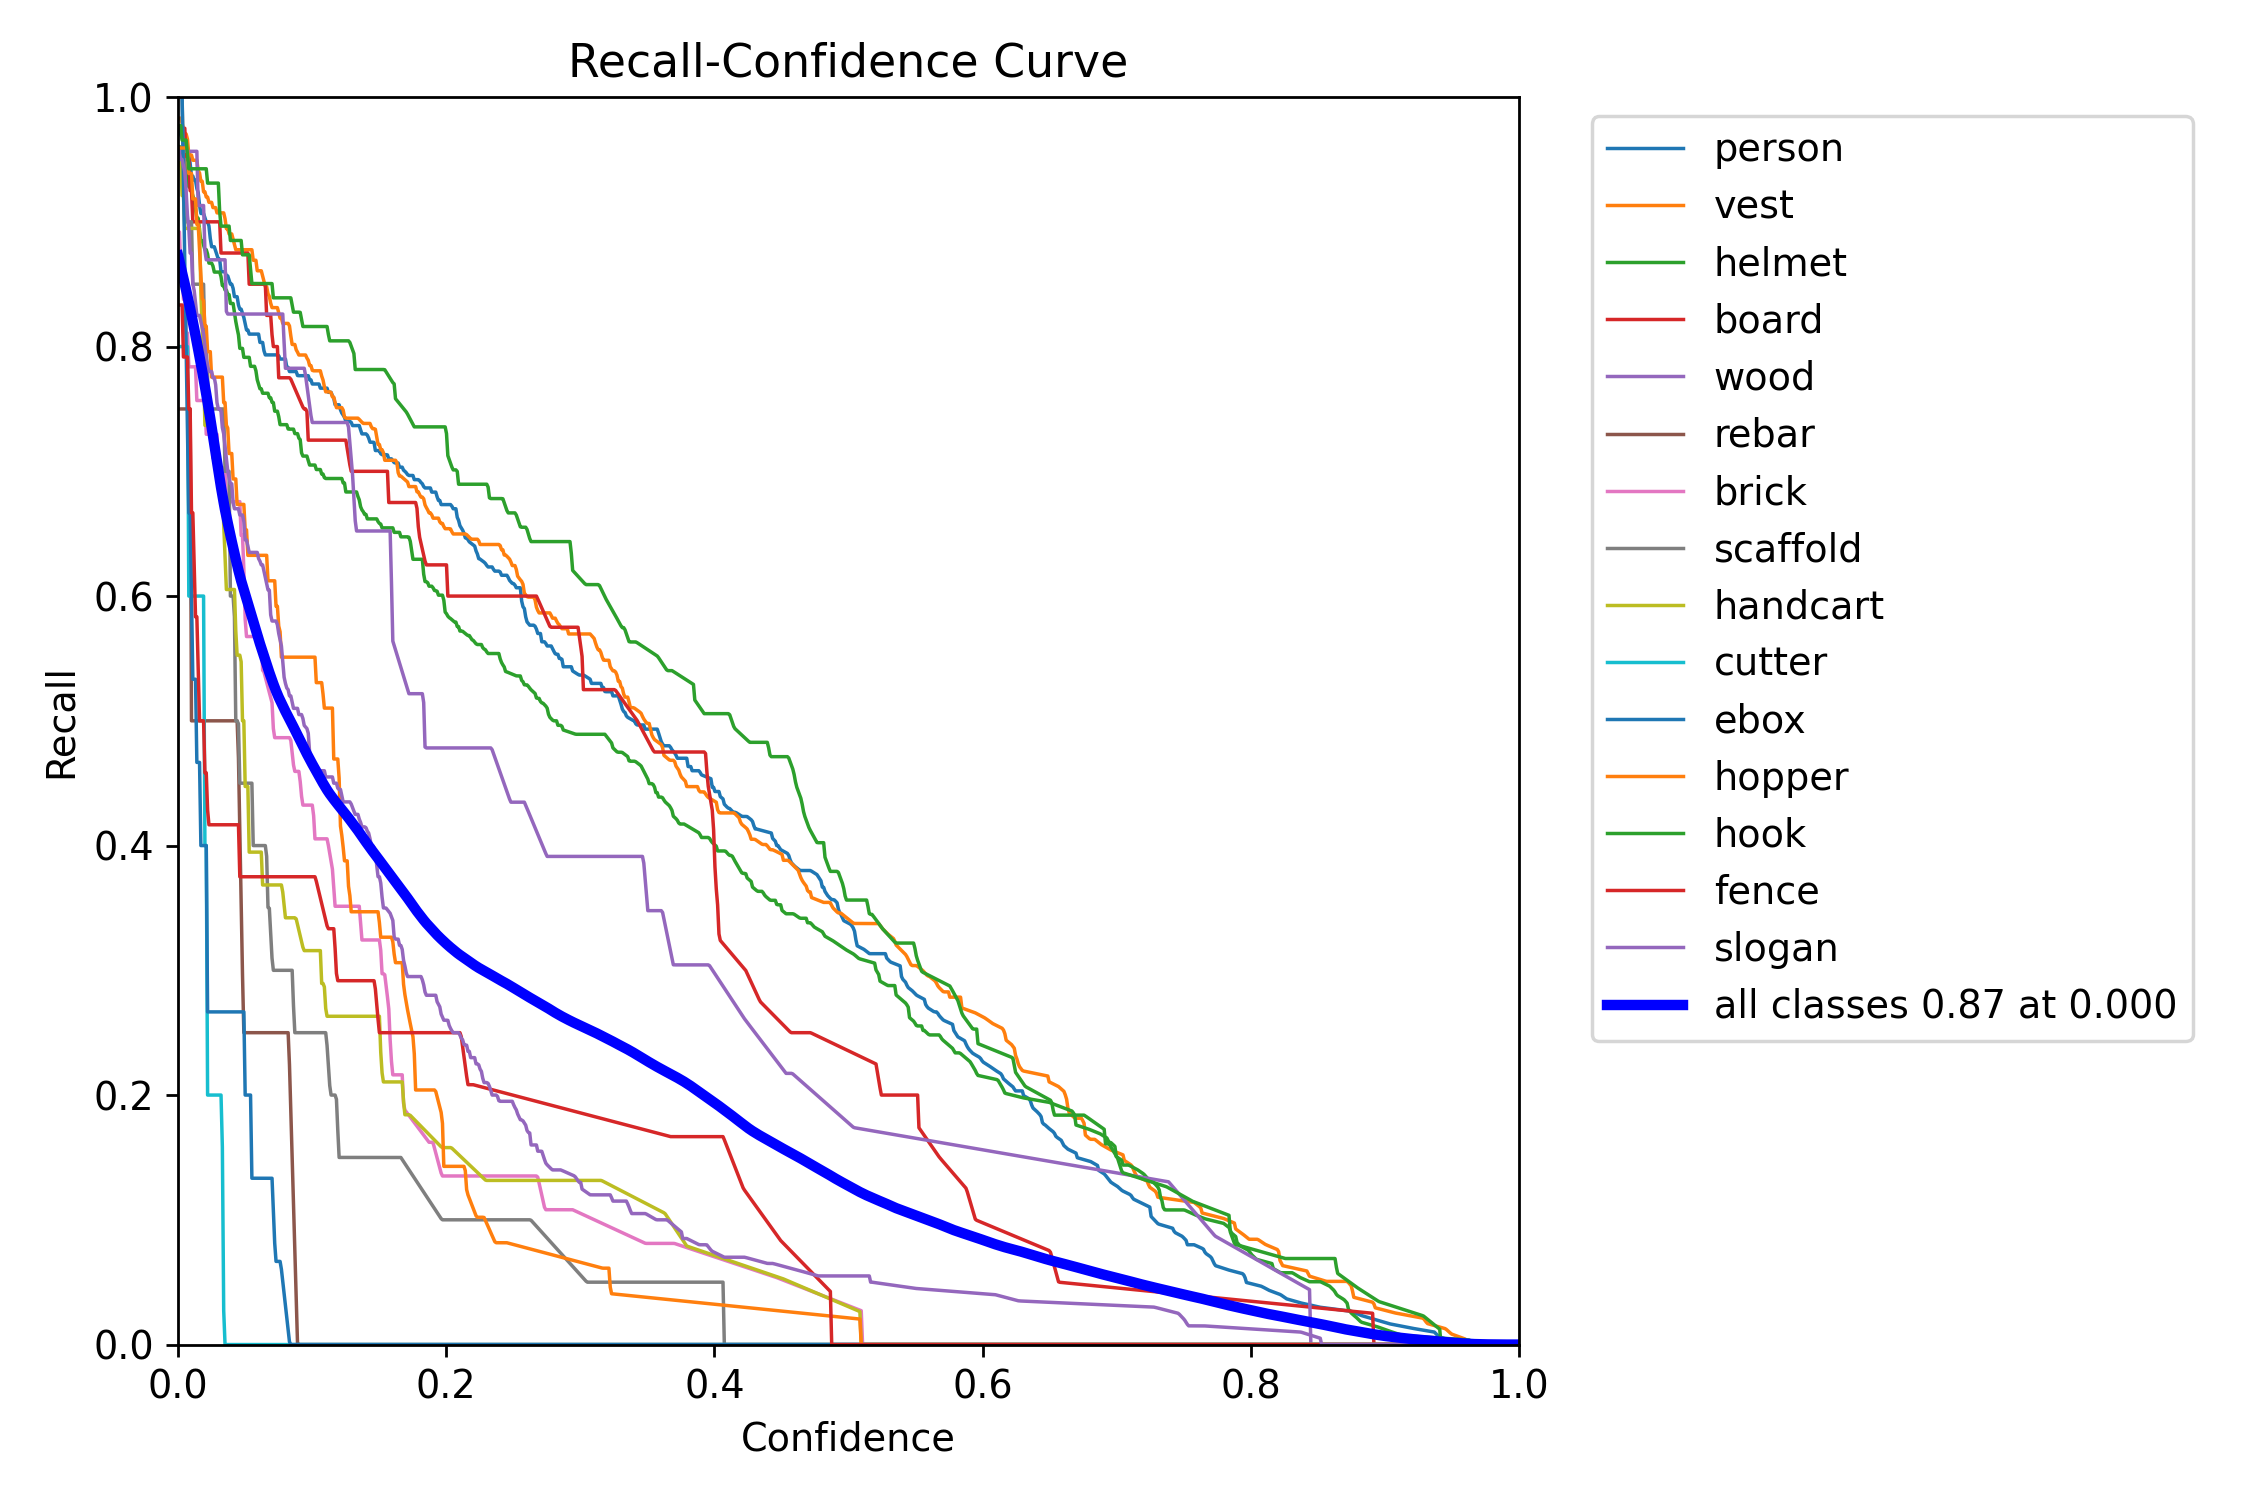 Recall-Confidence Curve
1.0
0.8
0.6
0.4
0.2
0.0
Recall
0.0 0.2 0.4 0.6 0.8 1.0
Confidence
person
vest
helmet
board
wood
rebar
brick
scaffold
handcart
cutter
ebox
hopper
hook
fence
slogan
all classes 0.87 at 0.000